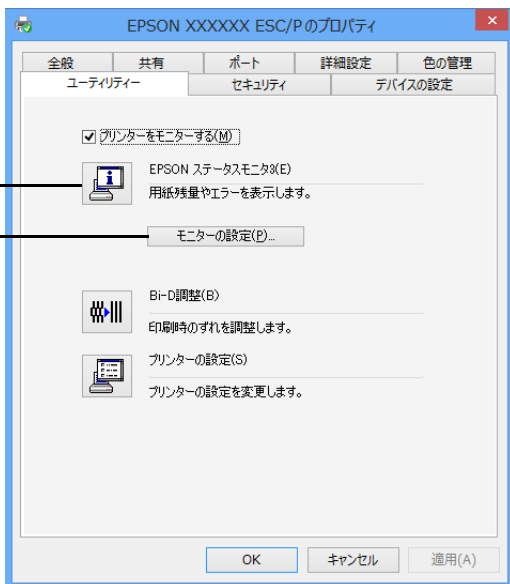 EPSON XXXXXX ESC/Pのプロパティ
全般 共有 ポート 詳細設定 色の管理
ユーティリティー セキュリティ デバイスの設定
プリンターをモニターする(M)
EPSON ステータスモニタ3(E)
用紙残量やエラーを表示します。
モニターの設定(P)...
Bi-D調整(B)
印刷時のずれを調整します。
プリンターの設定(S)
プリンターの設定を変更します。
OK キャンセル 適用(A)